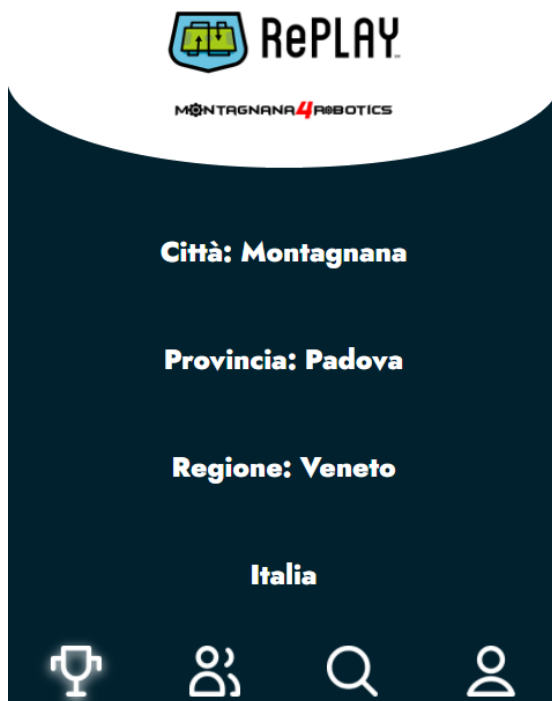 RePLAY
MONTAGNANA4ROBOTICS
Città: Montagnana
Provincia: Padova
Regione: Veneto
Italia